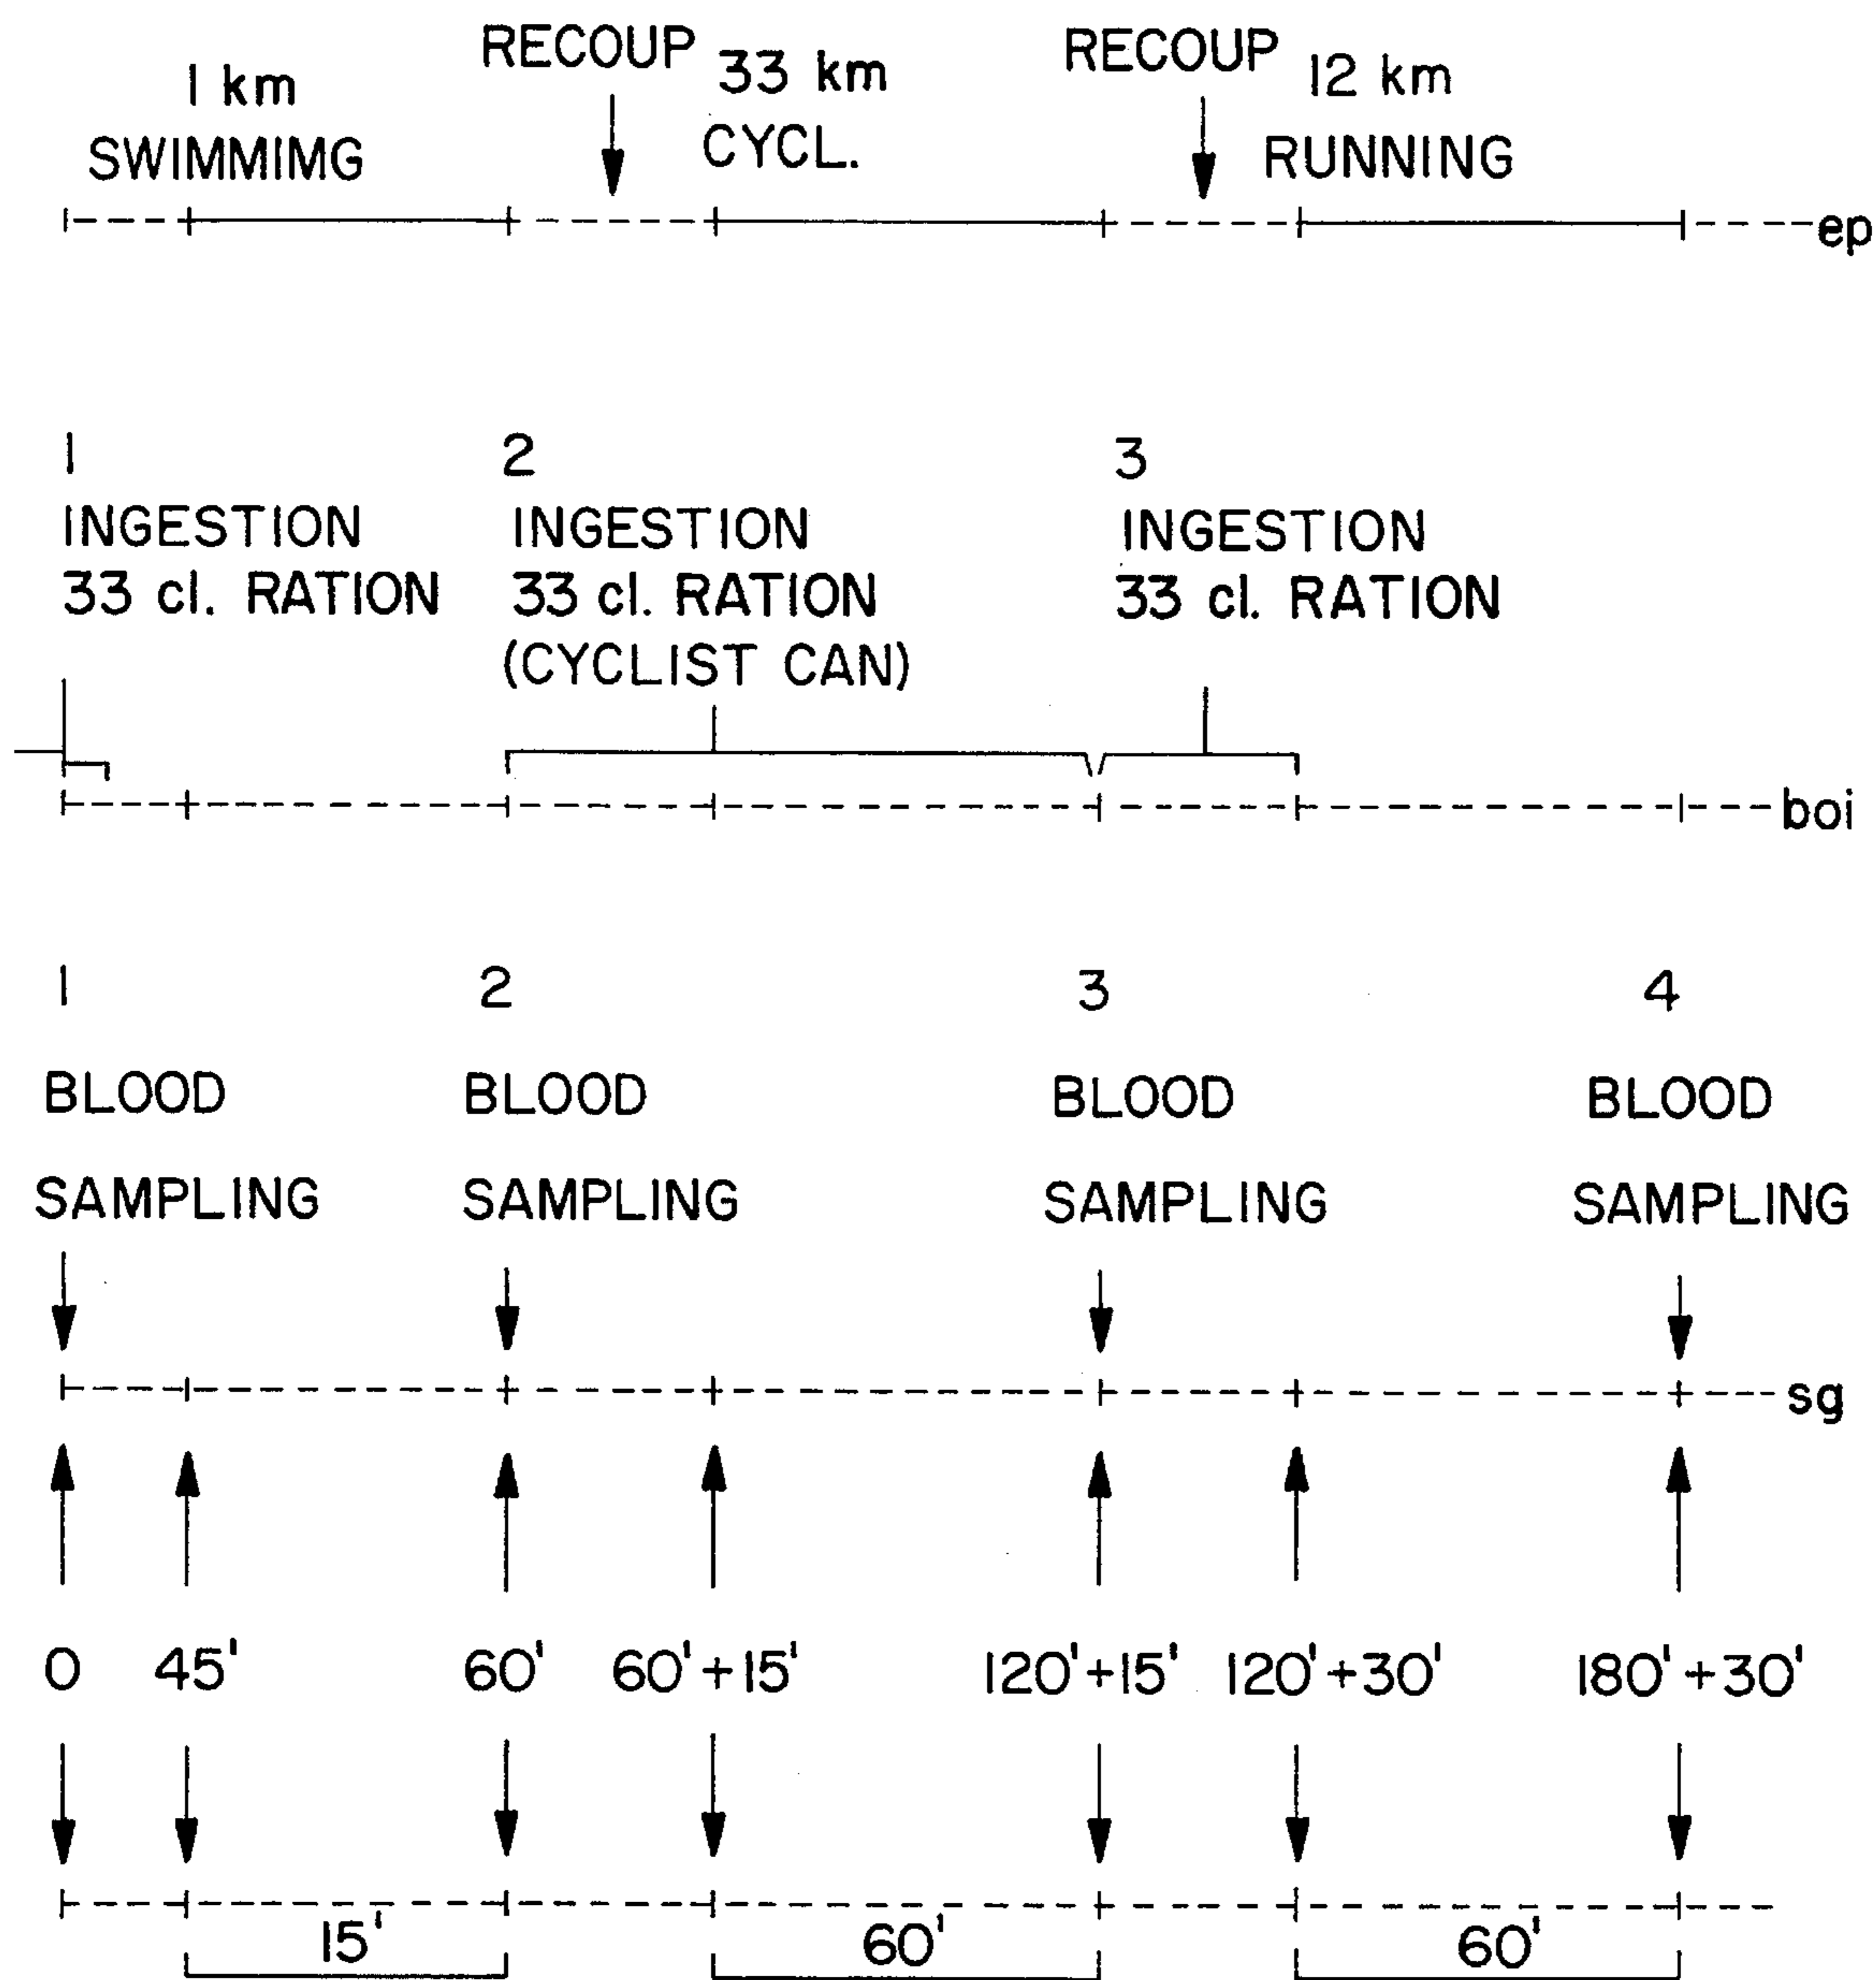 RECOUP RECOUP
1 km 33 km 12 km
SWIMMIMG CYCL. RUNNING
ep
1 2 3
INGESTION INGESTION INGESTION
33 cl. RATION 33 cl. RATION 33 cl. RATION
(CYCLIST CAN)
boi
1 2 3 4
BLOOD BLOOD BLOOD BLOOD
SAMPLING SAMPLING SAMPLING SAMPLING
sg
0 45' 60' 60'+15' 120'+15' 120'+30' 180'+30'
15' 60' 60'